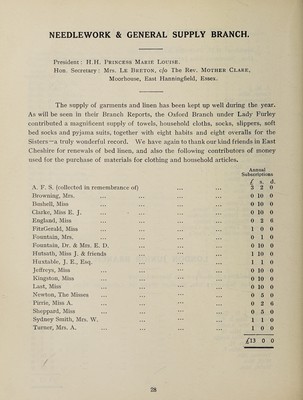 NEEDLEWORK & GENERAL SUPPLY BRANCH.
President : H.H. Princess Marie Louise.
Hon. Secretary : Mrs. Le Breton, c/o The Rev. Mother Clare,
Moorhouse, East Hanningfield, Essex.
The supply of garments and linen has been kept up well during the year.
As will be seen in their Branch Reports, the Oxford Branch under Lady Furley
contributed a magnificent supply of towels, household cloths, socks, slippers, soft
bed socks and pyjama suits, together with eight habits and eight overalls for the
Sisters—a truly wonderful record. We have again to thank our kind friends in East
Cheshire for renewals of bed linen, and also the following contributors of money
used for the purchase of materials for clothing and household articles.
Annual
Subscriptions
£ s. d.
A. F. S. (collected in remembrance of) ... ... 3 2 0
Browning, Mrs. ... ... ... ... 0 10 0
Bushell, Miss ... ... ... ... 0 10 0
Clarke, Miss E. J. ... ... ... ... 0 10 0
England, Miss ... ... ... ... 0 2 6
FitzGerald, Miss ... ... ... ... 1 0 0
Fountain, Mrs. ... ... ... ... 0 1 0
Fountain, Dr. & Mrs. E. D. ... ... ... 0 10 0
Hutnath, Miss J. & friends ... ... ... 1 10 0
Huxtable, J. E., Esq. ... ... ... ... 1 1 0
Jeffreys, Miss ... ... ... ... 0 10 0
Kingston, Miss ... ... ... ... 0 10 0
Last, Miss ... ... ... ... 0 10 0
Newton, The Misses ... ... ... ... 0 5 0
Pirrie, Miss A. ... ... ... ... 0 2 6
Sheppard, Miss ... ... ... ... 0 5 0
Sydney Smith, Mrs. W. ... ... ... 1 1 0
Turner, Mrs. A. ... ... ... ... 1 0 0
£13 0 0
28